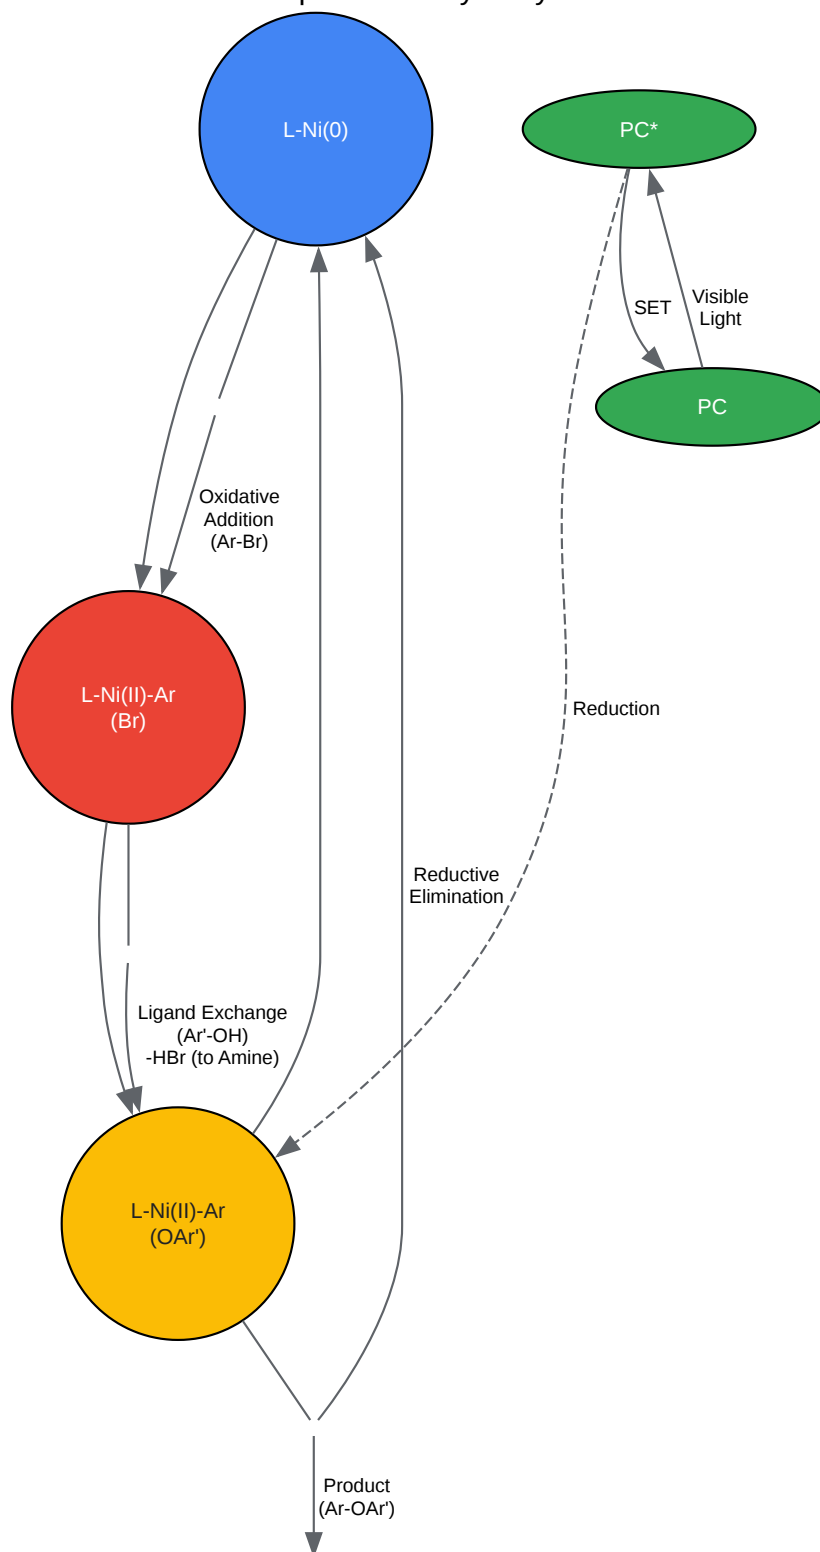 L-Ni(0)
PC*
SET
Visible
Light
PC
Oxidative
Addition
(Ar-Br)
L-Ni(II)-Ar
(Br)
Reduction
Reductive
Elimination
Ligand Exchange
(Ar'-OH)
-HBr (to Amine)
L-Ni(II)-Ar
(OAr')
Product
(Ar-OAr')